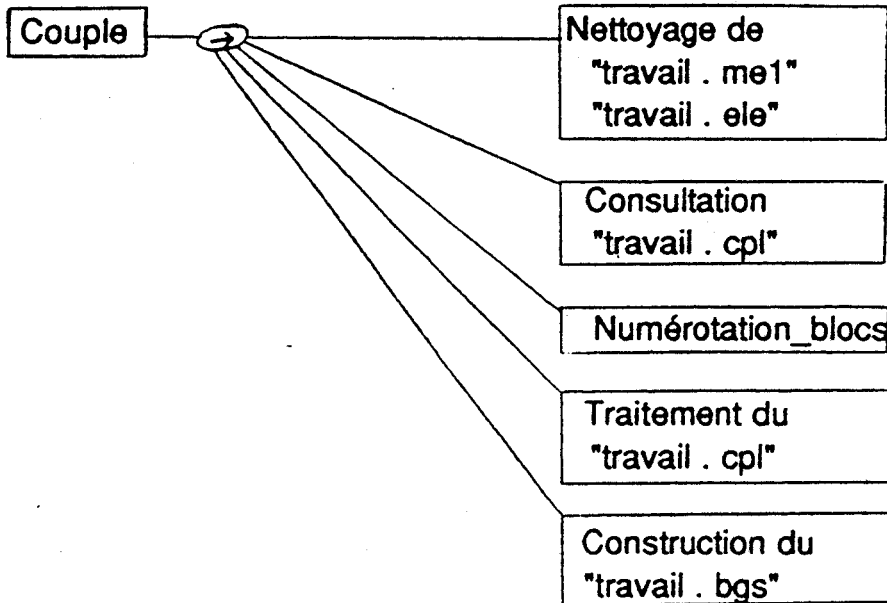 Couple
Nettoyage de
"travail . me1"
"travail . ele"
Consultation
"travail . cpl"
Numérotation_blocs
Traitement du
"travail . cpl"
Construction du
"travail . bgs"